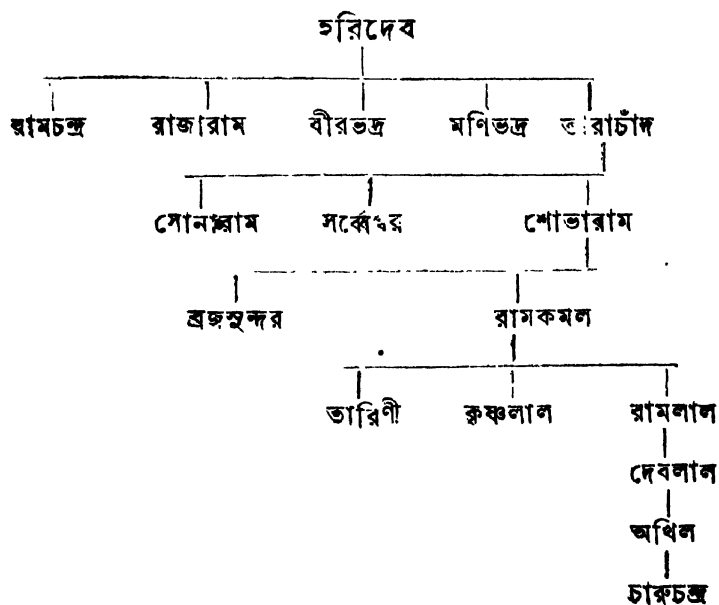 হরিদেব
রামচন্দ্র রাজারাম বীরভদ্র মণিভদ্র তারাচাঁদ
সোনারাম সর্ব্বেশ্বর শোভারাম
ব্রজসুন্দর রামকমল
তারিণী কৃষ্ণলাল রামলাল
দেবলাল
অখিল
চারুচন্দ্র